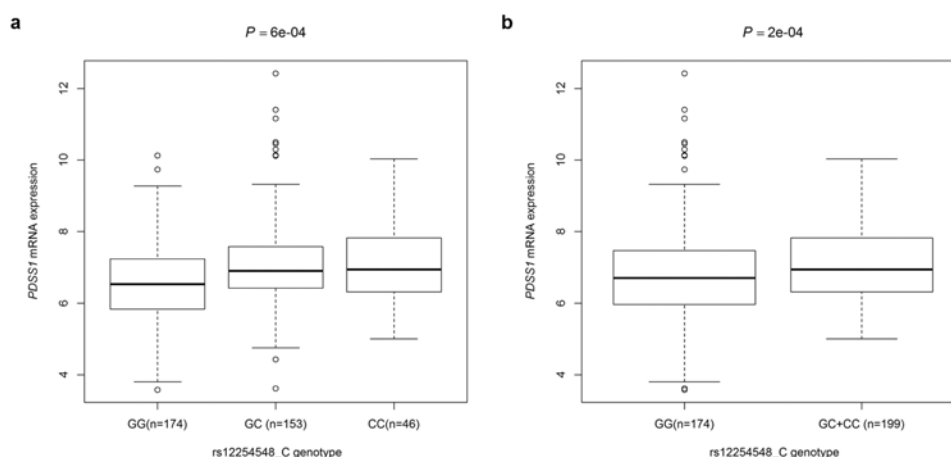 a
P = 6e-04
PDSS1 mRNA expression
12
10
8
6
4
GG(n=174)
GC (n=153)
CC(n=46)
rs12254548_C genotype
b
P = 2e-04
PDSS1 mRNA expression
12
10
8
6
4
GG(n=174)
GC+CC (n=199)
rs12254548_C genotype